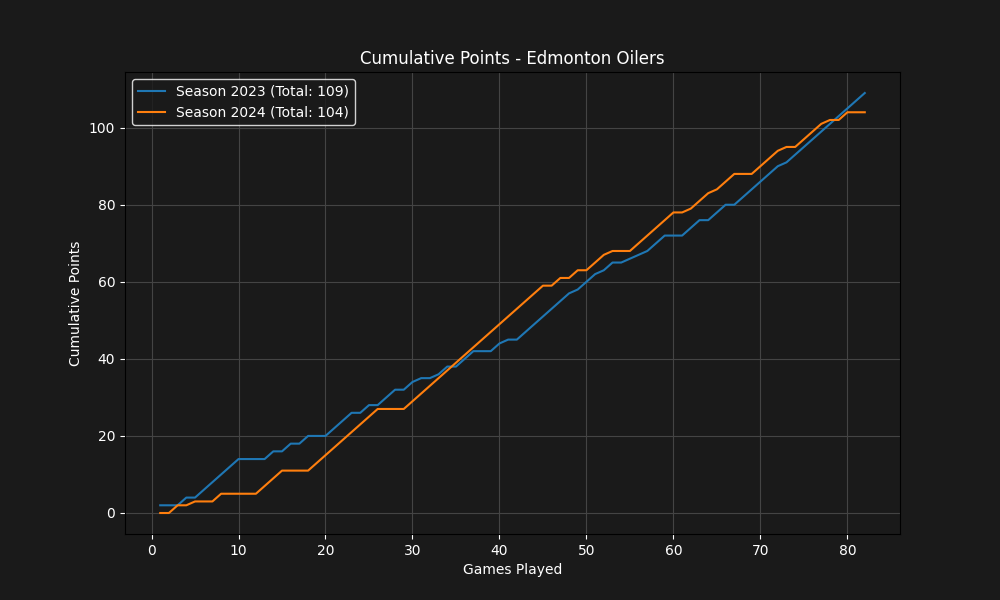 Cumulative Points - Edmonton Oilers
Season 2023 (Total: 109)
Season 2024 (Total: 104)
Cumulative Points
100
80
60
40
20
0
0 10 20 30 40 50 60 70 80
Games Played